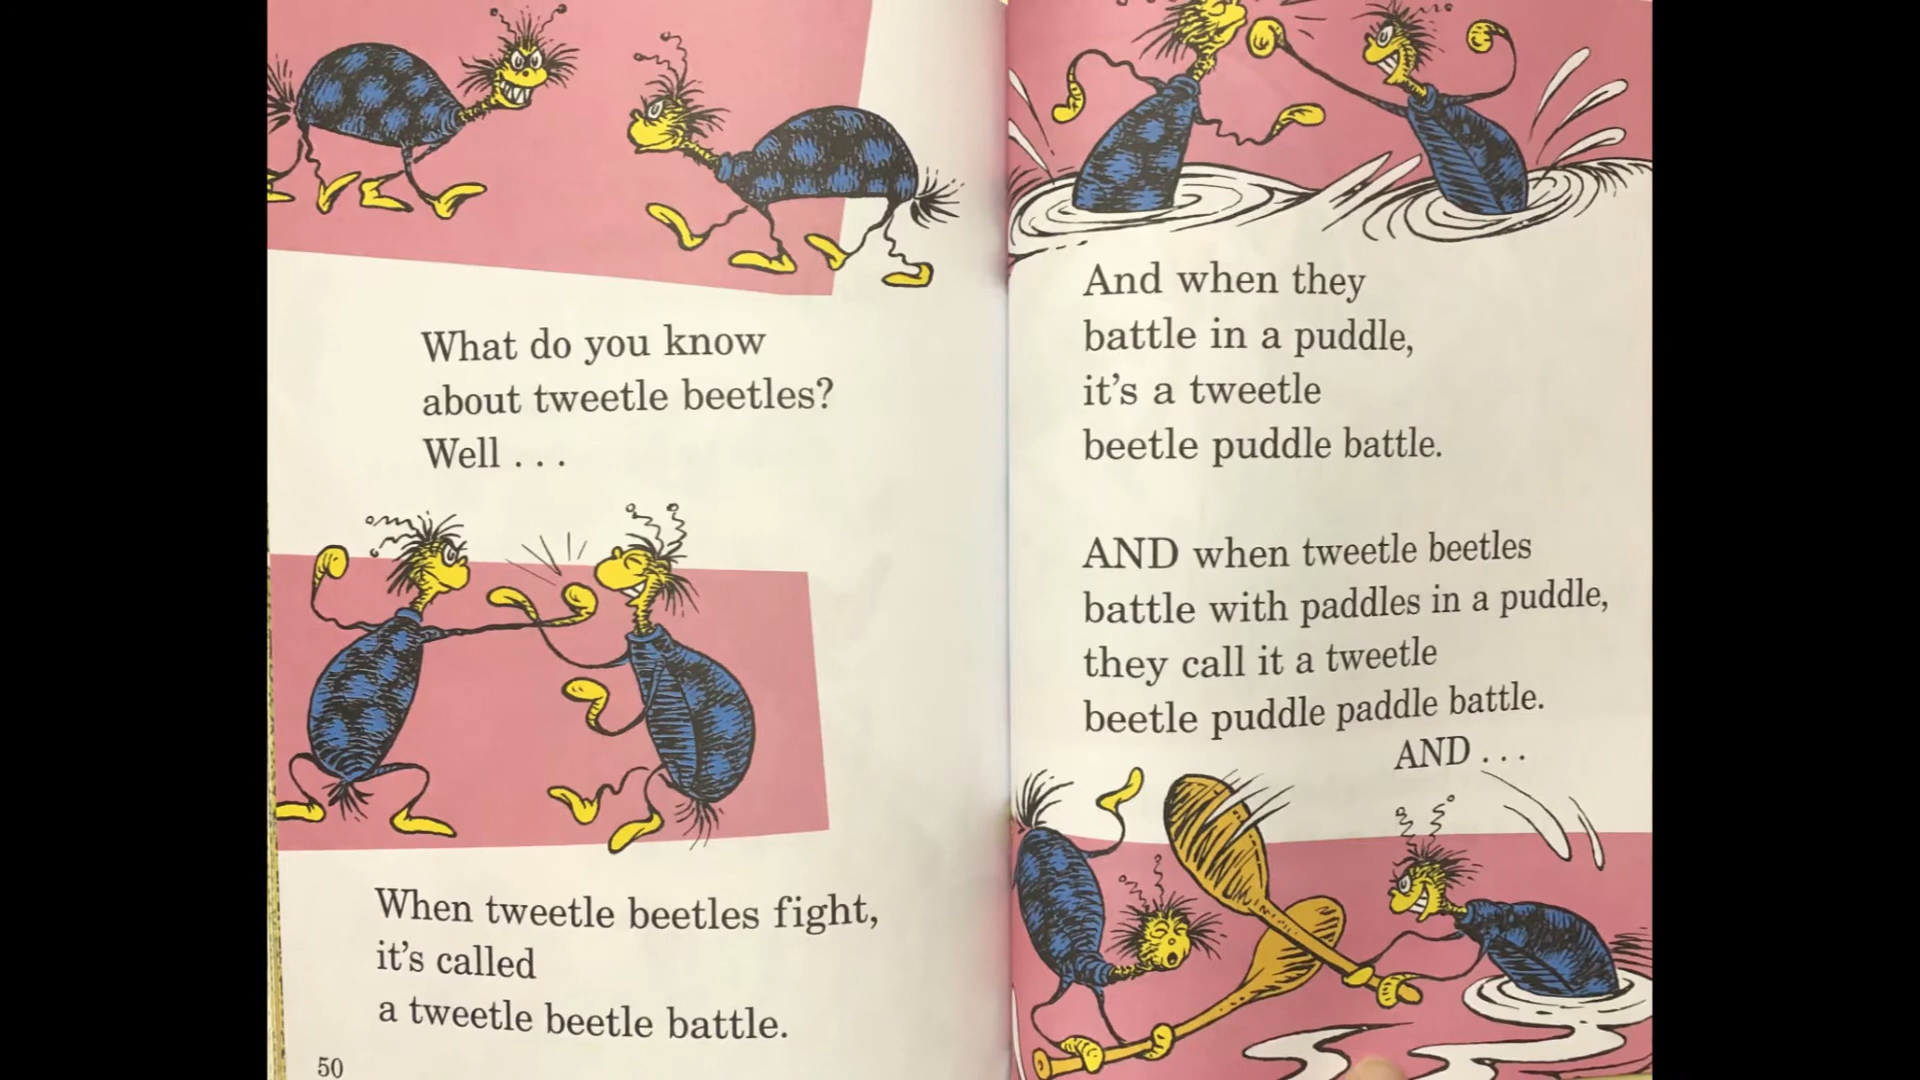 What do you know
about tweetle beetles?
Well . . .
When tweetle beetles fight,
it's called
a tweetle beetle battle.
50
And when they
battle in a puddle,
it's a tweetle
beetle puddle battle.
AND when tweetle beetles
battle with paddles in a puddle,
they call it a tweetle
beetle puddle paddle battle.
AND . . .